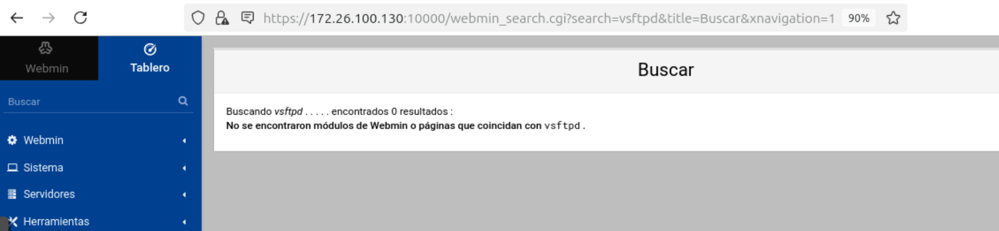 https://172.26.100.130:10000/webmin_search.cgi?search=vsftpd&title=Buscar&xnavigation=1 90%
Webmin
Tablero
Buscar
Webmin
Sistema
Servidores
Herramientas
Buscar
Buscando vsftpd . . . . . encontrados 0 resultados :
No se encontraron módulos de Webmin o páginas que coincidan con vsftpd .